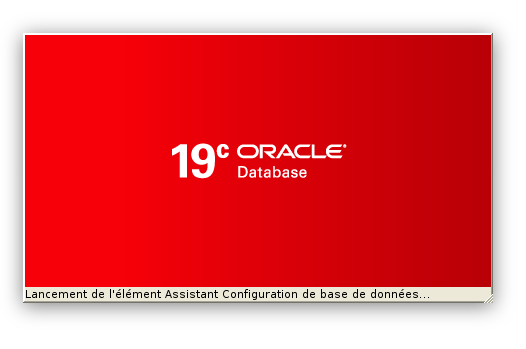 19c ORACLE®
Database
Lancement de l'élément Assistant Configuration de base de données...